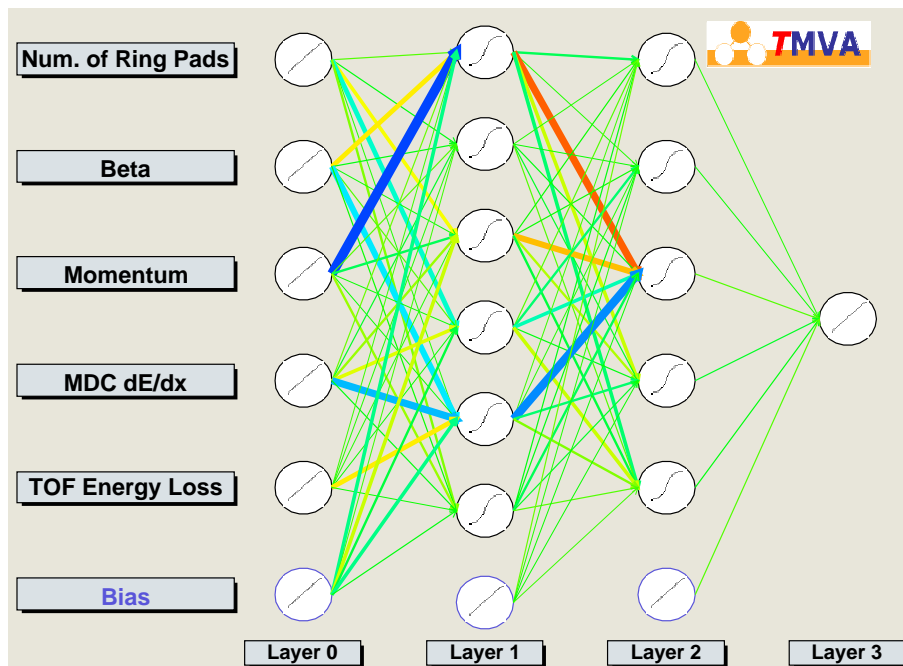 Num. of Ring Pads
TMVA
Beta
Momentum
MDC dE/dx
TOF Energy Loss
Bias
Layer 0
Layer 1
Layer 2
Layer 3